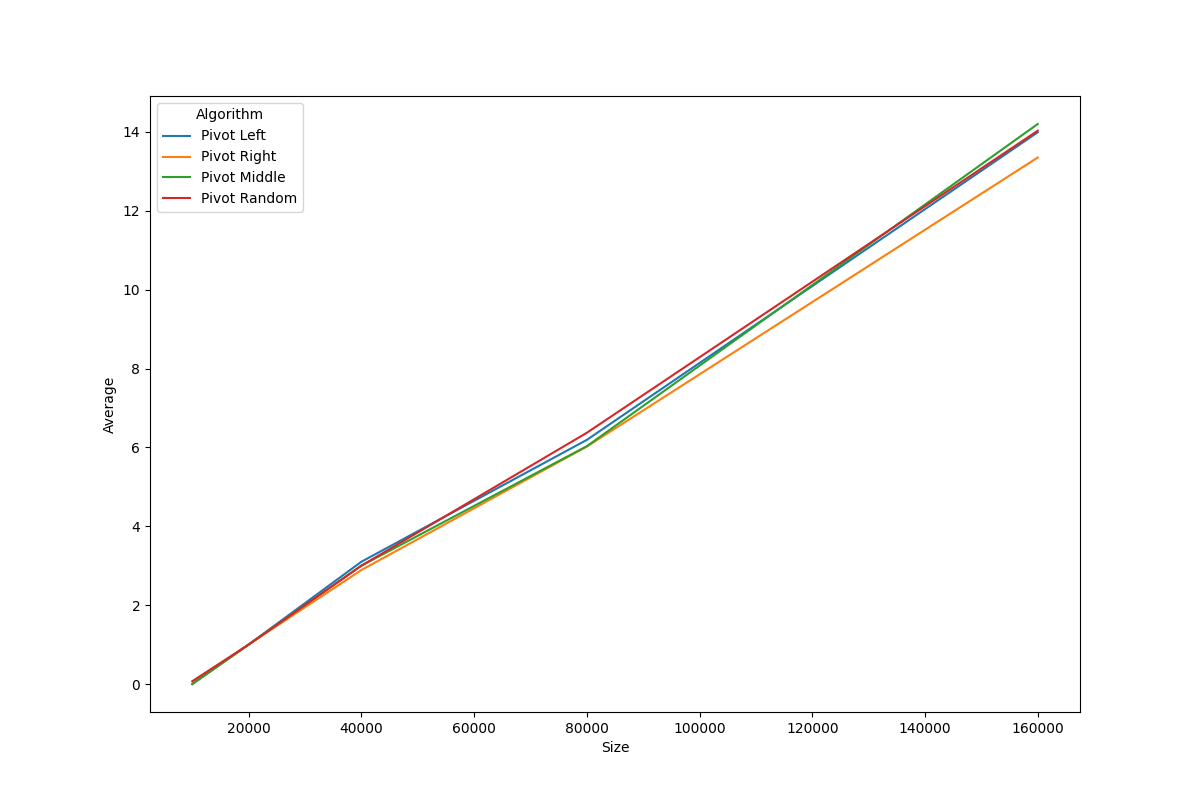 Algorithm
Pivot Left
Pivot Right
Pivot Middle
Pivot Random
14
12
10
8
6
4
2
0
Average
20000 40000 60000 80000 100000 120000 140000 160000
Size